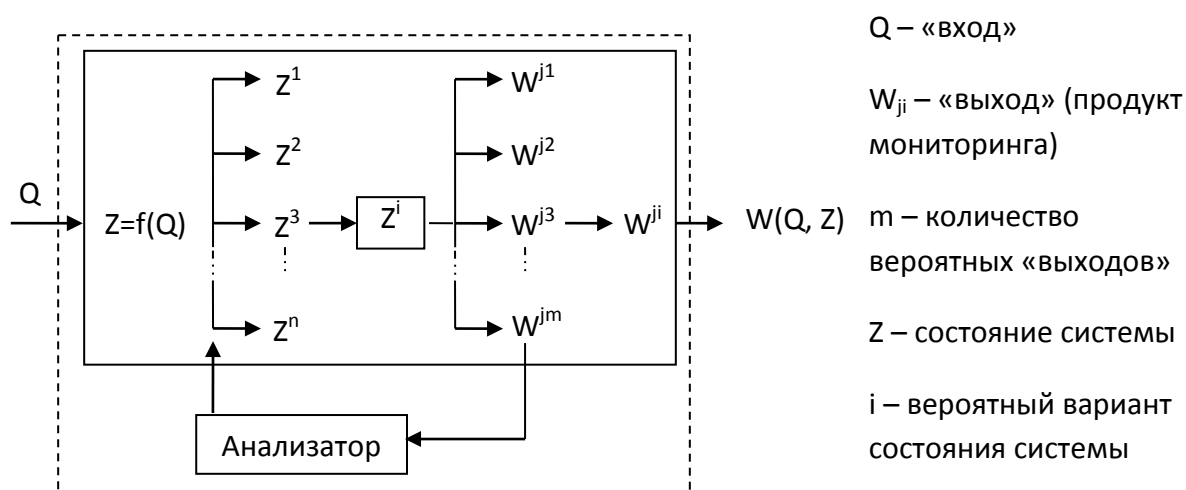 Q
Z=f(Q)
Z^1
Z^2
Z^3
Z^n
Z^i
W^j1
W^j2
W^j3
W^jm
W^ji
W(Q, Z)
Анализатор
Q – «вход»
W_ji – «выход» (продукт
мониторинга)
m – количество
вероятных «выходов»
Z – состояние системы
i – вероятный вариант
состояния системы